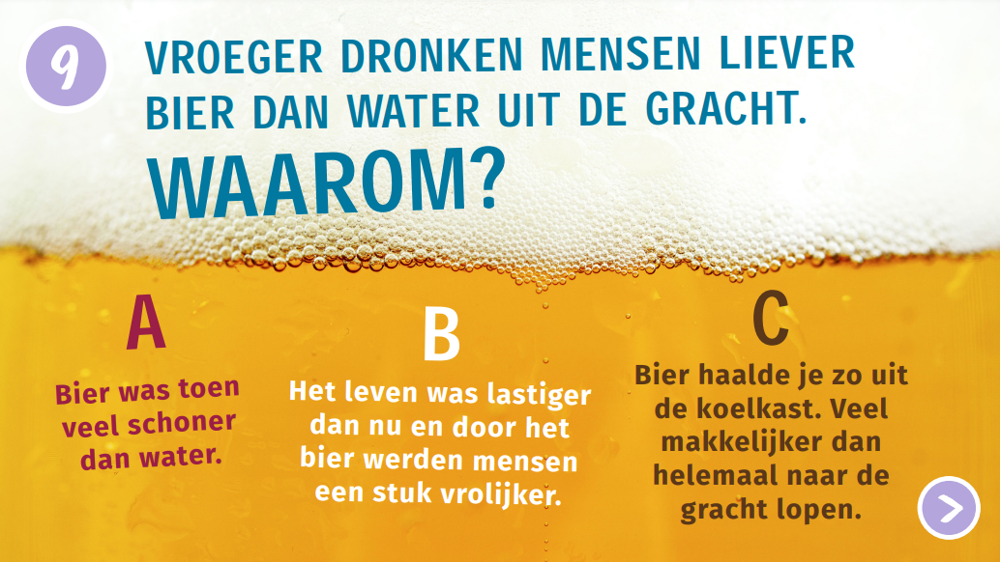 9
VROEGER DRONKEN MENSEN LIEVER
BIER DAN WATER UIT DE GRACHT.
WAAROM?
A
Bier was toen
veel schoner
dan water.
B
Het leven was lastiger
dan nu en door het
bier werden mensen
een stuk vrolijker.
C
Bier haalde je zo uit
de koelkast. Veel
makkelijker dan
helemaal naar de
gracht lopen.